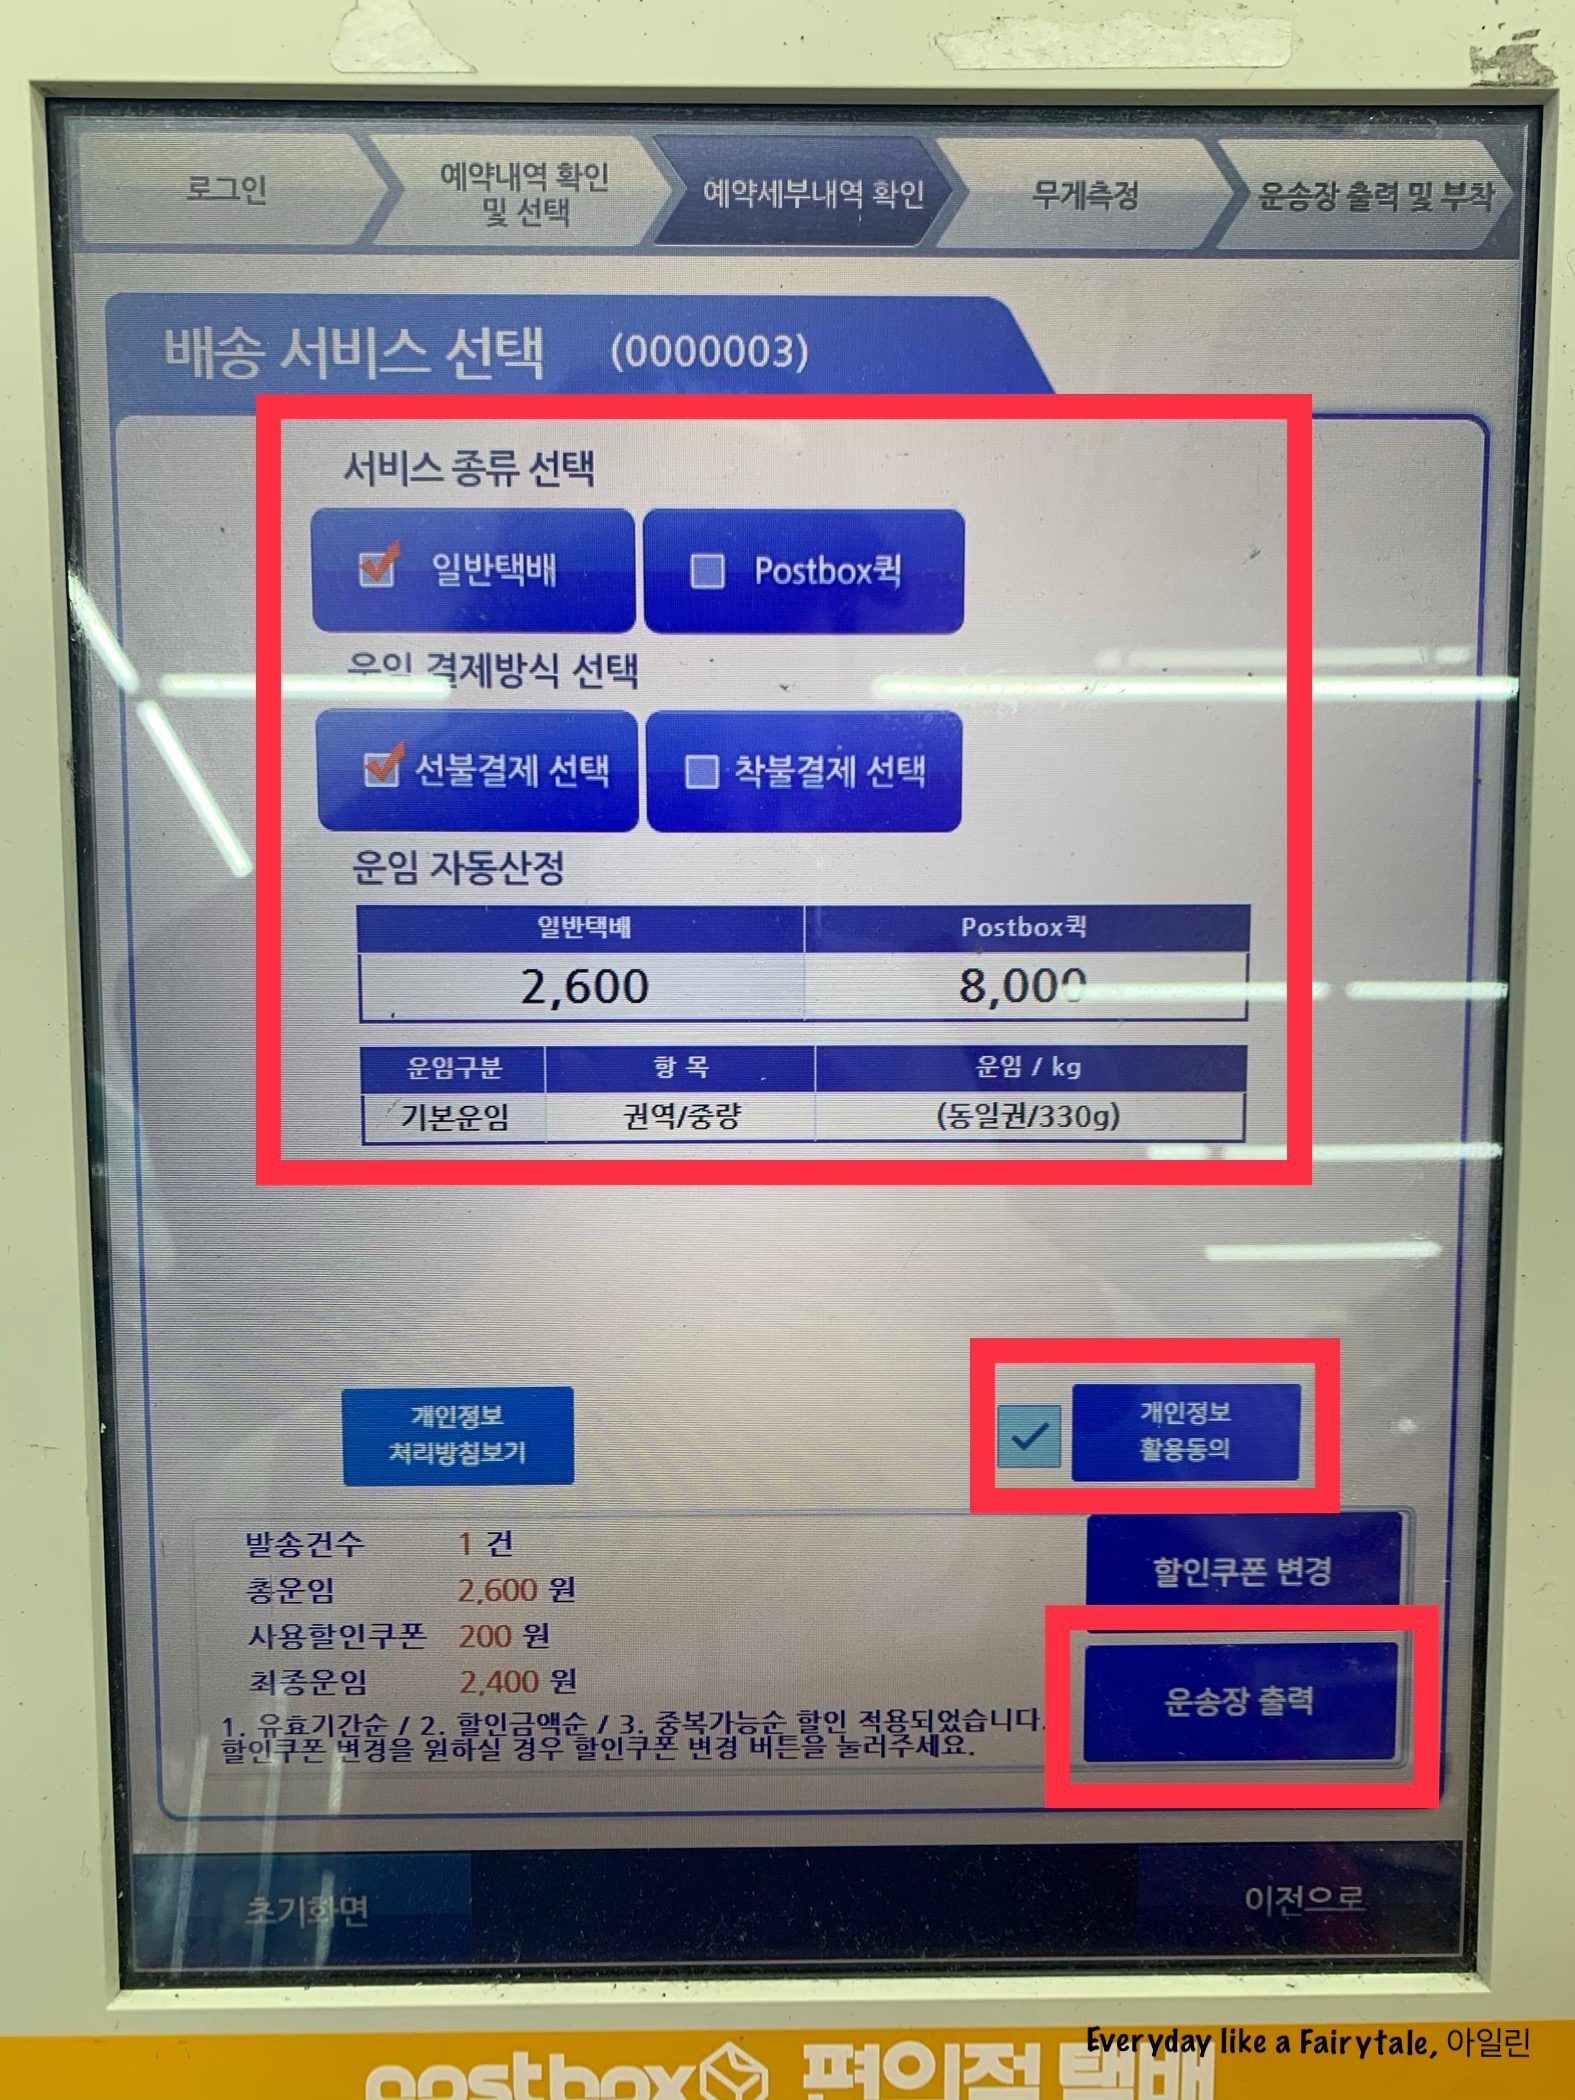 로그인
예약내역 확인
및 선택
예약세부내역 확인
무게측정
운송장 출력 및 부착
배송 서비스 선택 (0000003)
서비스 종류 선택
일반택배 Postbox퀵
운임 결제방식 선택
선불결제 선택 착불결제 선택
운임 자동산정
일반택배 Postbox퀵
2,600 8,000
운임구분 항 목 운임 / kg
기본운임 권역/중량 (동일권/330g)
개인정보
처리방침보기
개인정보
활용동의
발송건수 1 건
총운임 2,600 원
사용할인쿠폰 200 원
최종운임 2,400 원
1. 유효기간순 / 2. 할인금액순 / 3. 중복가능순 할인 적용되었습니다.
할인쿠폰 변경을 원하실 경우 할인쿠폰 변경 버튼을 눌러주세요.
할인쿠폰 변경
운송장 출력
초기화면 이전으로
Everyday like a Fairytale, 아일린
postbox 편의점 택배